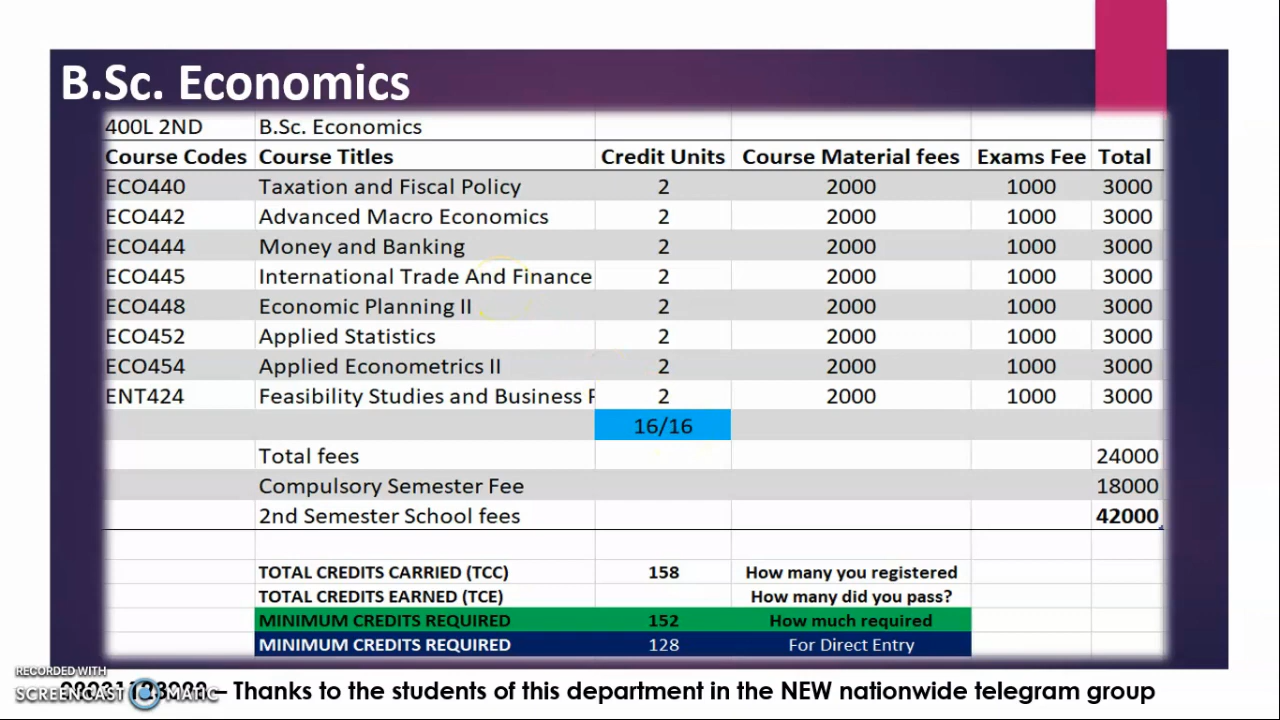 B.Sc. Economics
400L 2ND B.Sc. Economics
Course Codes Course Titles Credit Units Course Material fees Exams Fee Total
ECO440 Taxation and Fiscal Policy 2 2000 1000 3000
ECO442 Advanced Macro Economics 2 2000 1000 3000
ECO444 Money and Banking 2 2000 1000 3000
ECO445 International Trade And Finance 2 2000 1000 3000
ECO448 Economic Planning II 2 2000 1000 3000
ECO452 Applied Statistics 2 2000 1000 3000
ECO454 Applied Econometrics II 2 2000 1000 3000
ENT424 Feasibility Studies and Business 2 2000 1000 3000
16/16
Total fees 24000
Compulsory Semester Fee 18000
2nd Semester School fees 42000
TOTAL CREDITS CARRIED (TCC) 158 How many you registered
TOTAL CREDITS EARNED (TCE) How many did you pass?
MINIMUM CREDITS REQUIRED 152 How much required
MINIMUM CREDITS REQUIRED 128 For Direct Entry
RECORDED WITH
SCREENCAST MATIC
– Thanks to the students of this department in the NEW nationwide telegram group